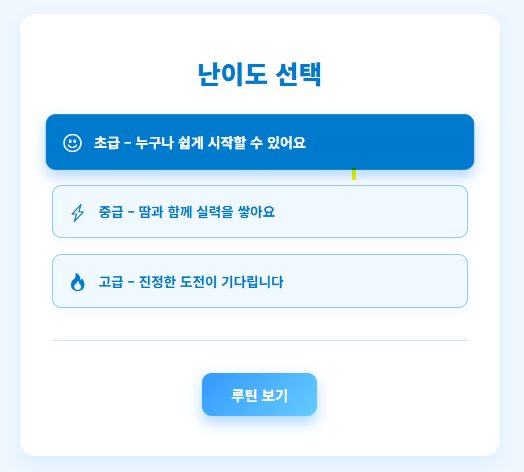 난이도 선택
초급 – 누구나 쉽게 시작할 수 있어요
중급 – 땀과 함께 실력을 쌓아요
고급 – 진정한 도전이 기다립니다
루틴 보기